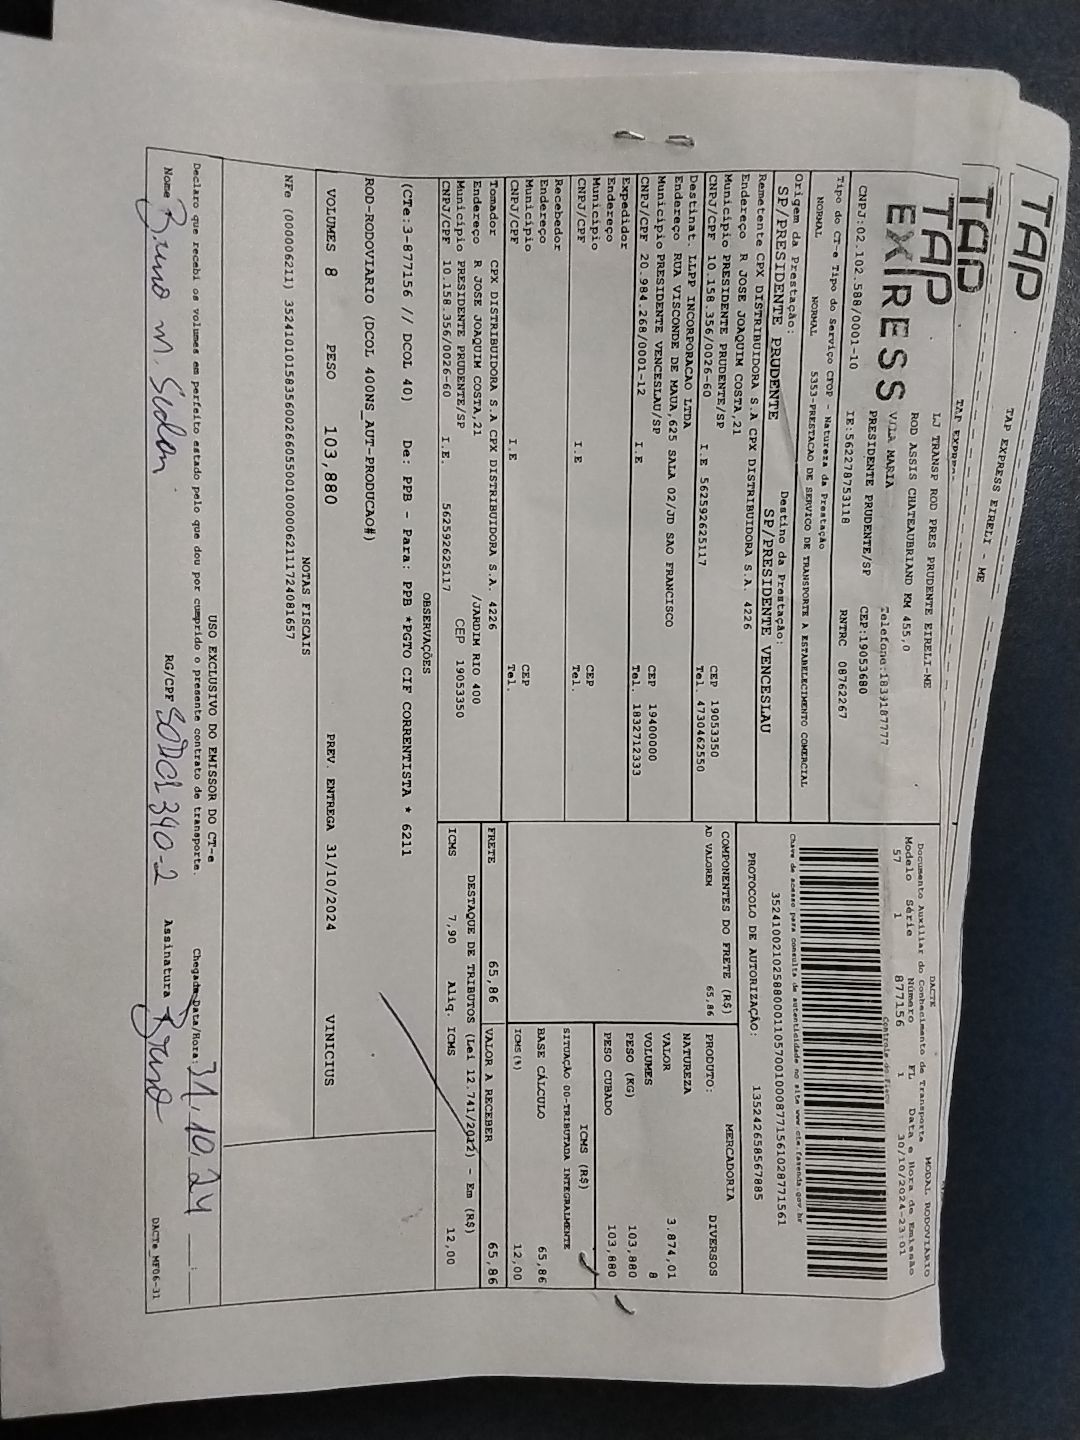 TAP
TAP EXPRESS EIRELI - ME
TAP
TAP
EXPRESS
LJ TRANSP ROD PRES PRUDENTE EIRELI-ME
ROD ASSIS CHATEAUBRIAND KM 455,0
VILA MARIA Telefone:1839187777
PRESIDENTE PRUDENTE/SP CEP:19053680
CNPJ:02.102.588/0001-10 IE:562278753118 RNTRC 08762267
DACTE MODAL RODOVIÁRIO
Documento Auxiliar do Conhecimento de Transporte
Modelo Série Número FL Data e Hora de Emissão
57 1 877156 1 30/10/2024-23:01
Controle do Fisco
Chave de acesso para consulta de autenticidade no site www.cte.fazenda.gov.br
35241002102588000110570010008771561028771561
PROTOCOLO DE AUTORIZAÇÃO: 135242658567885
Tipo do CT-e Tipo do Serviço CFOP - Natureza da Prestação
NORMAL NORMAL 5353-PRESTACAO DE SERVICO DE TRANSPORTE A ESTABELECIMENTO COMERCIAL
Origem da Prestação: Destino da Prestação:
SP/PRESIDENTE PRUDENTE SP/PRESIDENTE VENCESLAU
Remetente CPX DISTRIBUIDORA S.A CPX DISTRIBUIDORA S.A. 4226
Endereço R JOSE JOAQUIM COSTA,21
Município PRESIDENTE PRUDENTE/SP CEP 19053350
CNPJ/CPF 10.158.356/0026-60 I.E 562592625117 Tel. 4730462550
Destinat. LLPP INCORPORACAO LTDA
Endereço RUA VISCONDE DE MAUA,625 SALA 02/JD SAO FRANCISCO
Município PRESIDENTE VENCESLAU/SP CEP 19400000
CNPJ/CPF 20.984.268/0001-12 I.E Tel. 1832712333
Expedidor
Endereço
Município CEP
CNPJ/CPF I.E Tel.
Recebedor
Endereço
Município CEP
CNPJ/CPF I.E Tel.
Tomador CPX DISTRIBUIDORA S.A CPX DISTRIBUIDORA S.A. 4226
Endereço R JOSE JOAQUIM COSTA,21 /JARDIM RIO 400
Município PRESIDENTE PRUDENTE/SP CEP 19053350
CNPJ/CPF 10.158.356/0026-60 I.E. 562592625117
COMPONENTES DO FRETE (R$)
AD VALOREM 65,86
MERCADORIA
PRODUTO: DIVERSOS
NATUREZA
VALOR 3.874,01
VOLUMES 8
PESO (KG) 103,880
PESO CUBADO 103,880
ICMS (R$)
SITUAÇÃO 00-TRIBUTADA INTEGRALMENTE
BASE CÁLCULO 65,86
ICMS(%) 12,00
FRETE 65,86 VALOR A RECEBER 65,86
DESTAQUE DE TRIBUTOS (Lei 12.741/2012) - Em (R$)
ICMS 7,90 Aliq. ICMS 12,00
OBSERVAÇÕES
(CTe:3-877156 // DCOL 40) De: PPB - Para: PPB *PGTO CIF CORRENTISTA * 6211
ROD-RODOVIARIO (DCOL 400NS_AUT-PRODUCAO#)
VOLUMES 8 PESO 103,880 PREV. ENTREGA 31/10/2024 VINICIUS
NOTAS FISCAIS
NFe (000006211) 35241010158356002660550010000062111724081657
USO EXCLUSIVO DO EMISSOR DO CT-e
Declaro que recebi os volumes em perfeito estado pelo que dou por cumprido o presente contrato de transporte. Chegada Data/Hora: 31.10.24 __:__
Nome Bruno m. RG/CPF Assinatura Bruno
DACTe_MF06-31